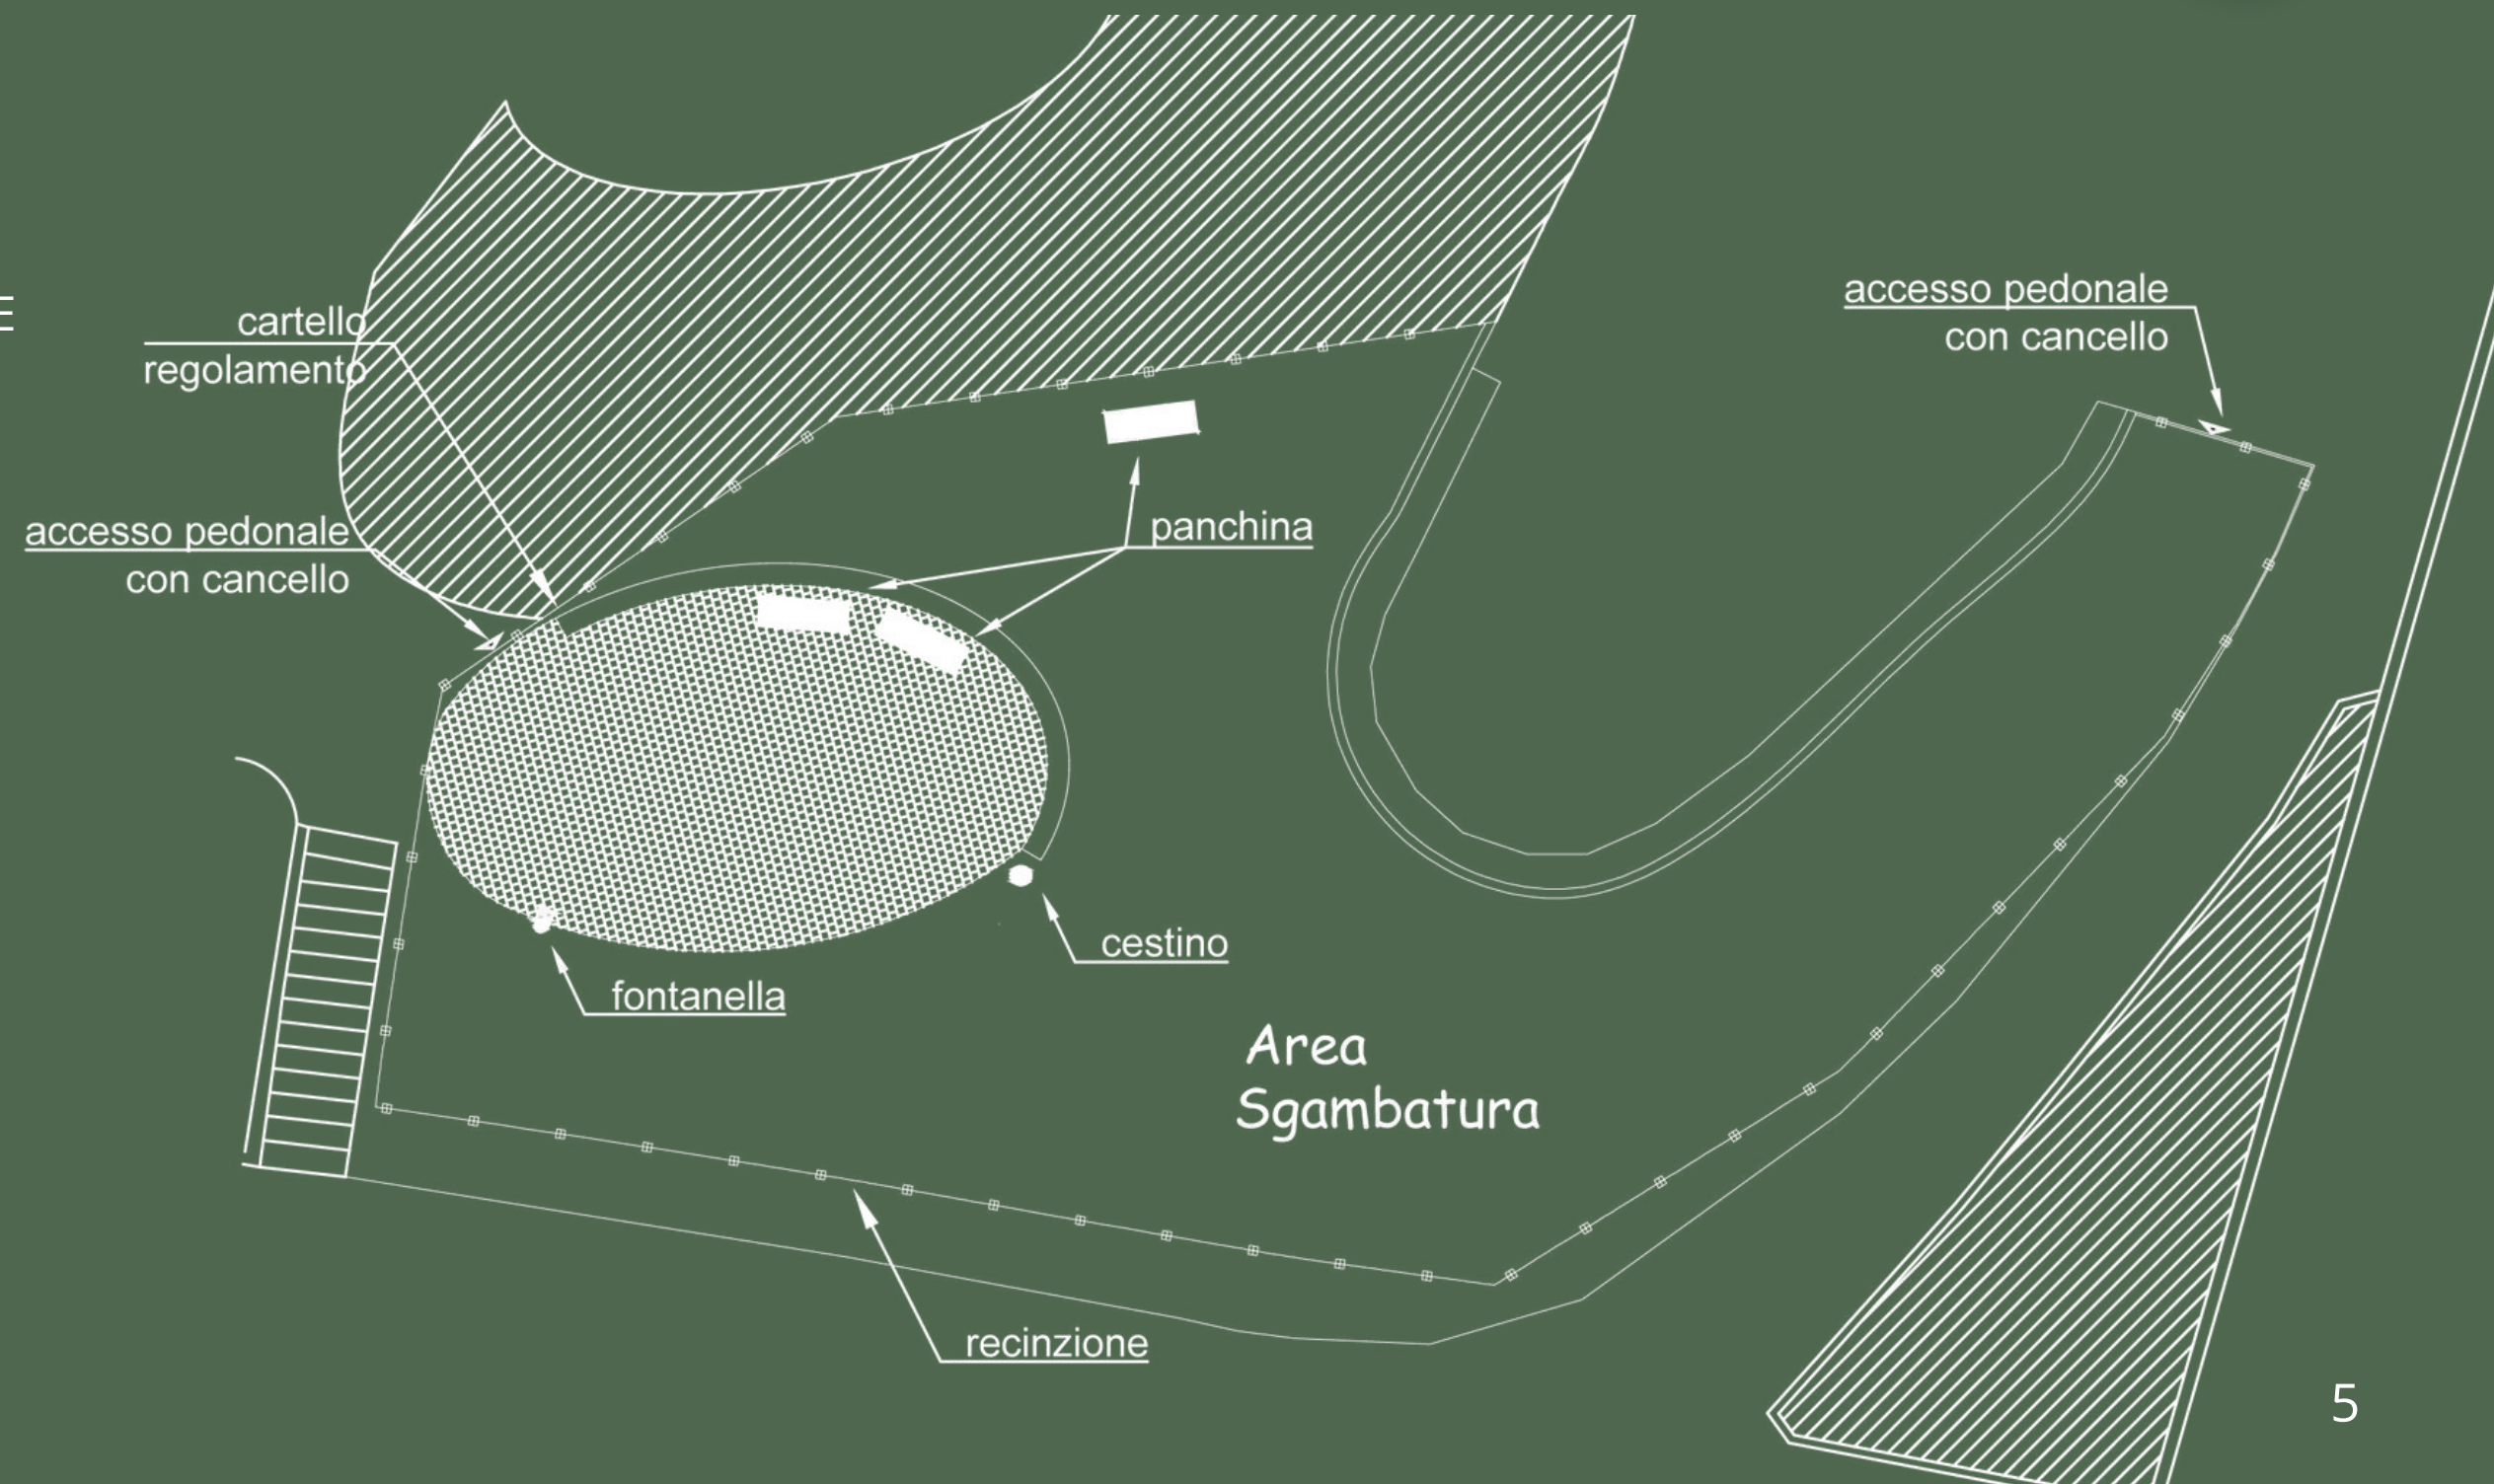 E
cartello
regolamento
accesso pedonale
con cancello
accesso pedonale
con cancello
panchina
cestino
fontanella
Area
Sgambatura
recinzione
5